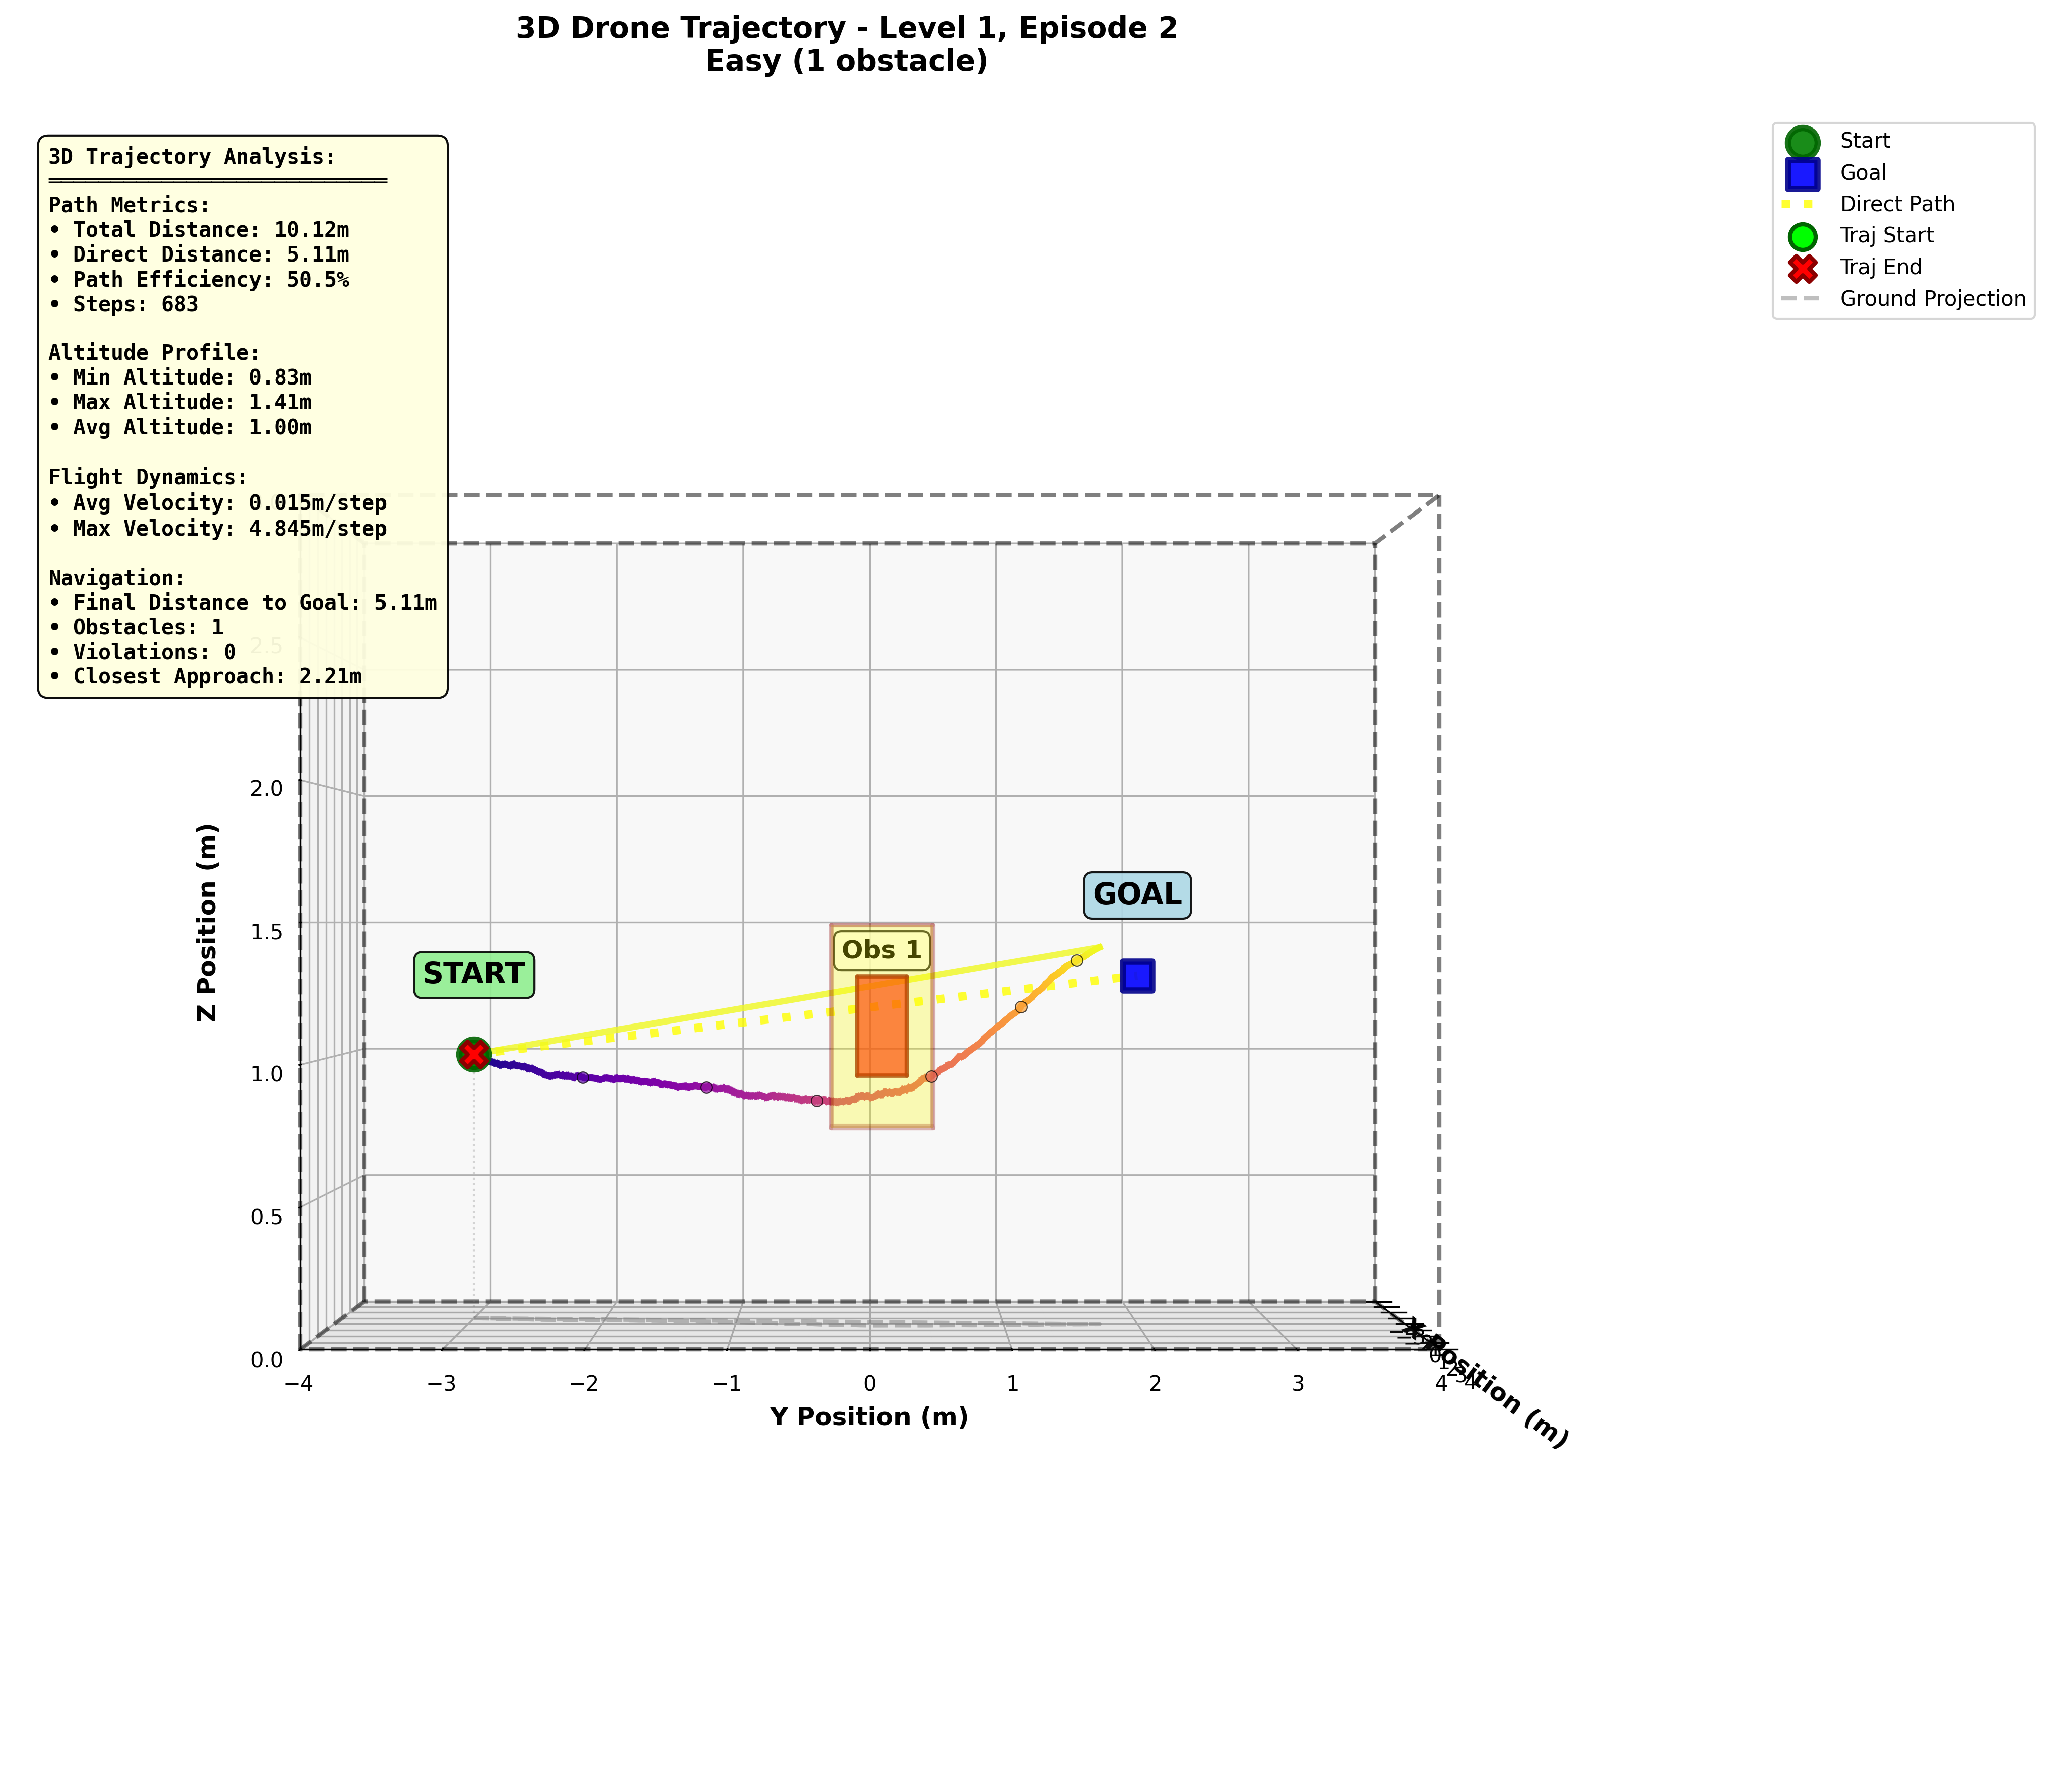 3D Drone Trajectory - Level 1, Episode 2
Easy (1 obstacle)
3D Trajectory Analysis:
Path Metrics:
• Total Distance: 10.12m
• Direct Distance: 5.11m
• Path Efficiency: 50.5%
• Steps: 683
Altitude Profile:
• Min Altitude: 0.83m
• Max Altitude: 1.41m
• Avg Altitude: 1.00m
Flight Dynamics:
• Avg Velocity: 0.015m/step
• Max Velocity: 4.845m/step
Navigation:
• Final Distance to Goal: 5.11m
• Obstacles: 1
• Violations: 0
• Closest Approach: 2.21m
Start
Goal
Direct Path
Traj Start
Traj End
Ground Projection
2.5
2.0
1.5
1.0
0.5
0.0
Z Position (m)
START
Obs 1
GOAL
−4
−3
−2
−1
0
1
2
3
4
Y Position (m)
X Position (m)